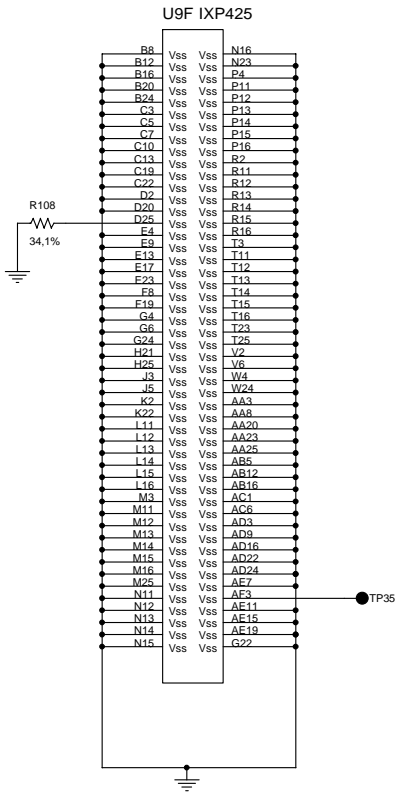 U9F IXP425
B8 Vss Vss N16
B12 Vss Vss N23
B16 Vss Vss P4
B20 Vss Vss P11
B24 Vss Vss P12
C3 Vss Vss P13
C5 Vss Vss P14
C7 Vss Vss P15
C10 Vss Vss P16
C13 Vss Vss R2
C19 Vss Vss R11
C22 Vss Vss R12
D2 Vss Vss R13
D20 Vss Vss R14
R108
D25 Vss Vss R15
34,1%
E4 Vss Vss R16
E9 Vss Vss T3
E13 Vss Vss T11
E17 Vss Vss T12
F23 Vss Vss T13
F8 Vss Vss T14
F19 Vss Vss T15
G4 Vss Vss T16
G6 Vss Vss T23
G24 Vss Vss T25
H21 Vss Vss V2
H25 Vss Vss V6
J3 Vss Vss W4
J5 Vss Vss W24
K2 Vss Vss AA3
K22 Vss Vss AA8
L11 Vss Vss AA20
L12 Vss Vss AA23
L13 Vss Vss AA25
L14 Vss Vss AB5
L15 Vss Vss AB12
L16 Vss Vss AB16
M3 Vss Vss AC1
M11 Vss Vss AC6
M12 Vss Vss AD3
M13 Vss Vss AD9
M14 Vss Vss AD16
M15 Vss Vss AD22
M16 Vss Vss AD24
M25 Vss Vss AE7
N11 Vss Vss AF3 TP35
N12 Vss Vss AE11
N13 Vss Vss AE15
N14 Vss Vss AE19
N15 Vss Vss G22